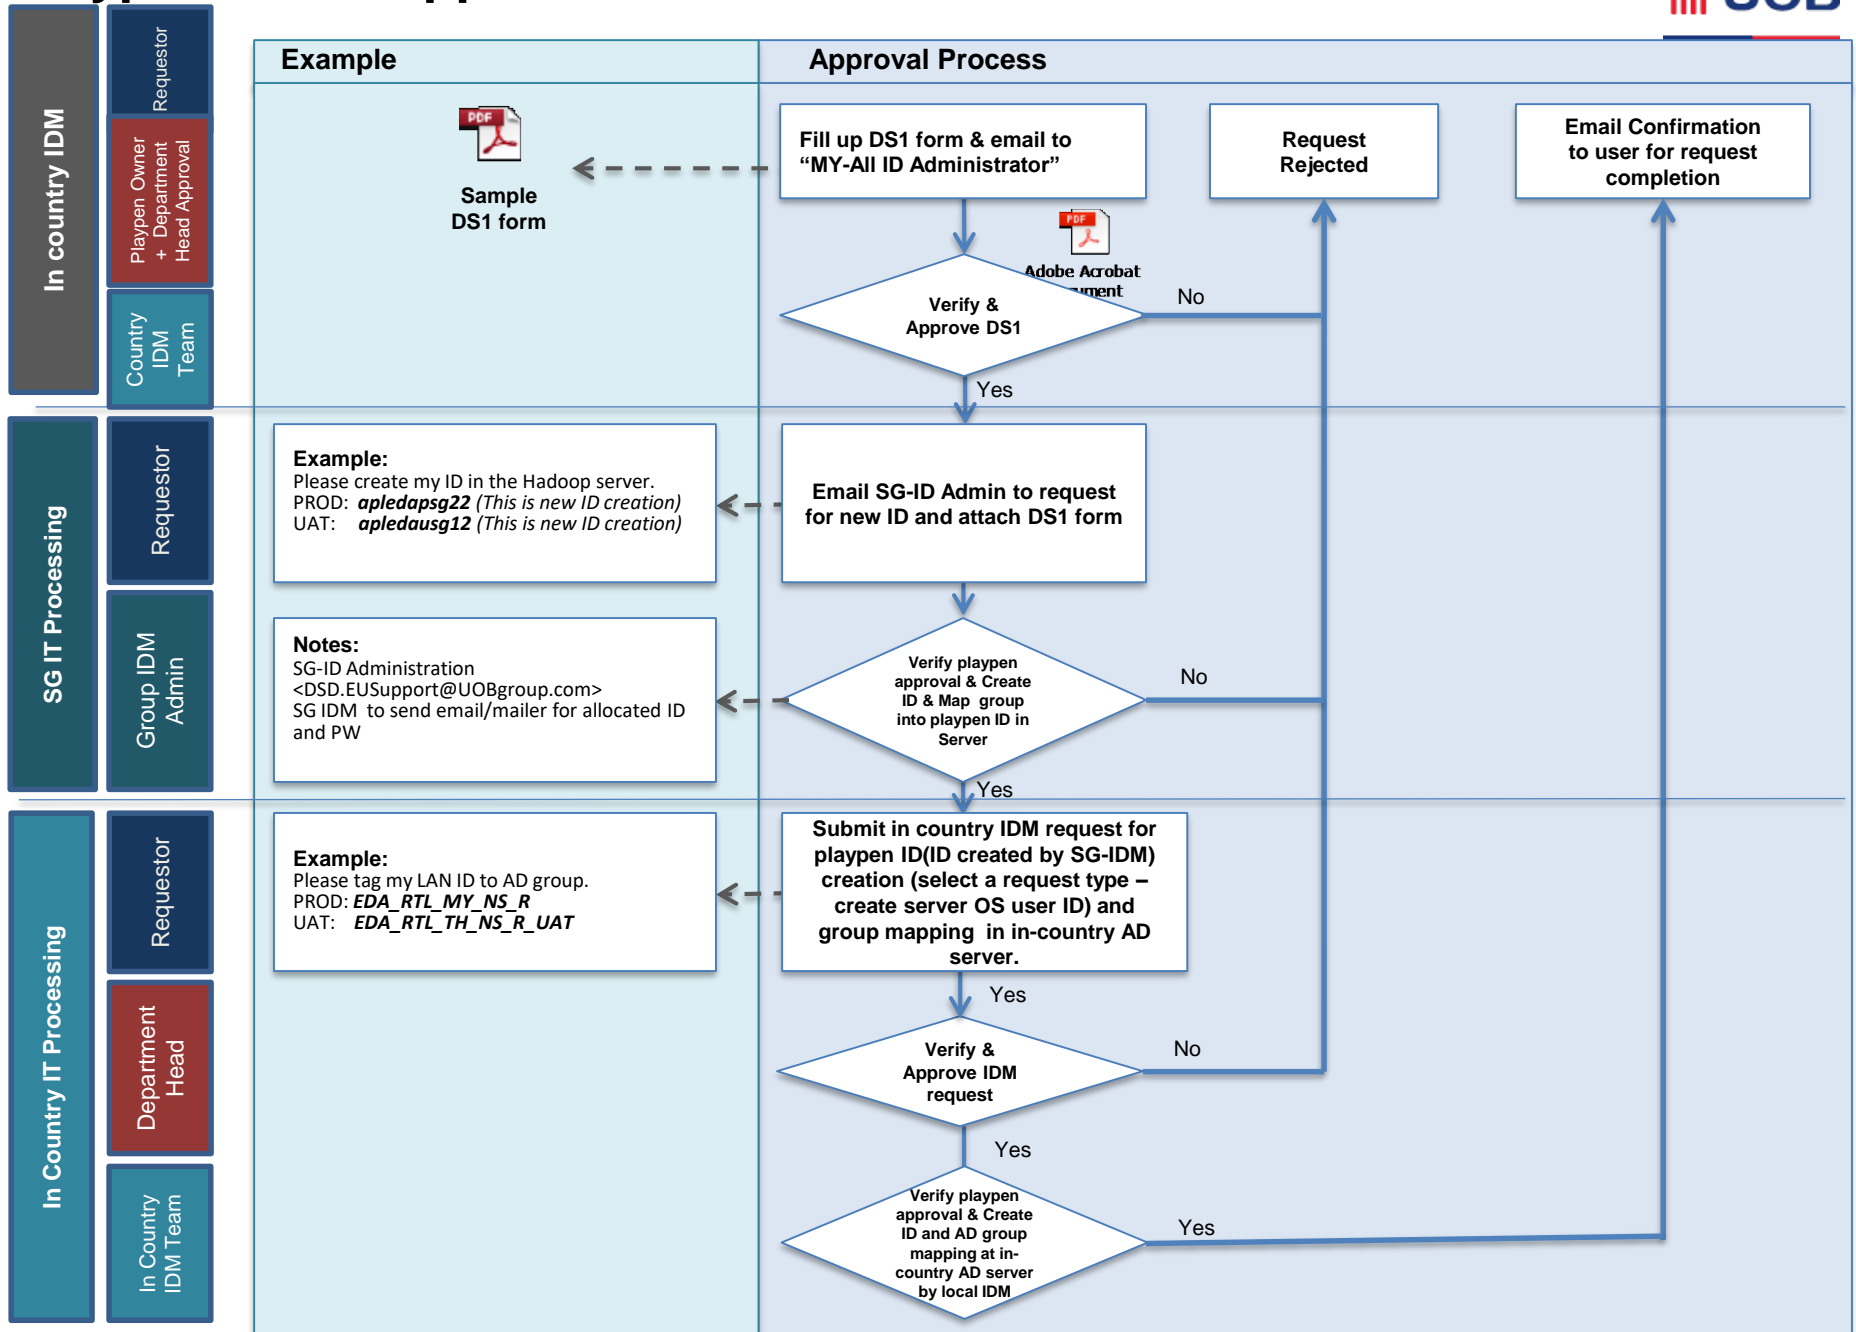 UOB
Example
Approval Process
In country IDM
Requestor
Playpen Owner
+ Department
Head Approval
Country
IDM
Team
PDF
Sample
DS1 form
Fill up DS1 form & email to
“MY-All ID Administrator”
Request
Rejected
Email Confirmation
to user for request
completion
PDF
Adobe Acrobat
Verify &
Approve DS1
No
Yes
SG IT Processing
Requestor
Group IDM
Admin
Example:
Please create my ID in the Hadoop server.
PROD: apledapsg22 (This is new ID creation)
UAT: apledausg12 (This is new ID creation)
Email SG-ID Admin to request
for new ID and attach DS1 form
Notes:
SG-ID Administration
<DSD.EUSupport@UOBgroup.com>
SG IDM to send email/mailer for allocated ID
and PW
Verify playpen
approval & Create
ID & Map group
into playpen ID in
Server
No
Yes
In Country IT Processing
Requestor
Department
Head
In Country
IDM Team
Example:
Please tag my LAN ID to AD group.
PROD: EDA_RTL_MY_NS_R
UAT: EDA_RTL_TH_NS_R_UAT
Submit in country IDM request for
playpen ID(ID created by SG-IDM)
creation (select a request type –
create server OS user ID) and
group mapping in in-country AD
server.
Yes
Verify &
Approve IDM
request
No
Yes
Verify playpen
approval & Create
ID and AD group
mapping at in-
country AD server
by local IDM
Yes